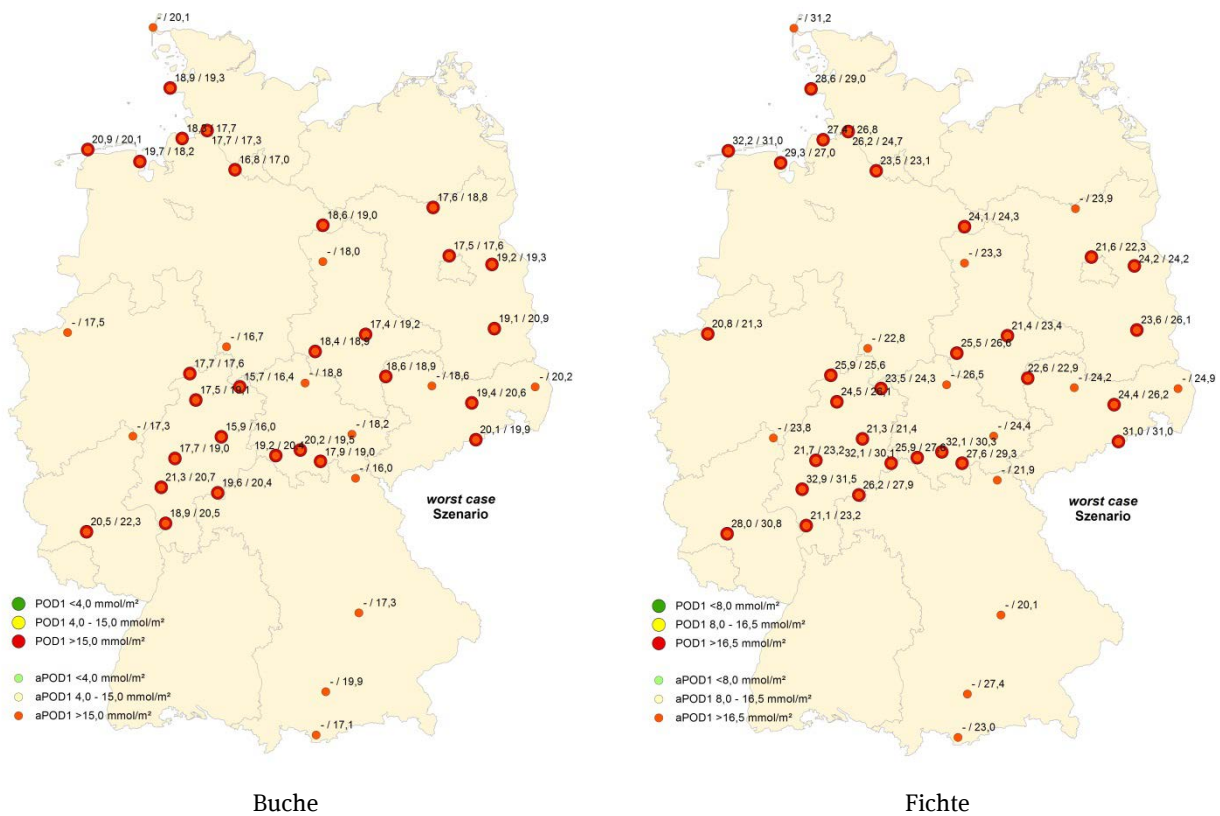 - / 20,1
18,9 / 19,3
18,3 / 17,7
17,7 / 17,3
20,9 / 20,1
19,7 / 18,2
16,8 / 17,0
17,6 / 18,8
18,6 / 19,0
17,5 / 17,6
19,2 / 19,3
- / 18,0
19,1 / 20,9
- / 17,5
17,4 / 19,2
- / 16,7
18,4 / 18,9
17,7 / 17,6
18,6 / 18,9
15,7 / 16,4
- / 18,8
- / 18,6
- / 20,2
17,5 / 19,1
19,4 / 20,6
- / 17,3
15,9 / 16,0
- / 18,2
20,1 / 19,9
19,2 / 20,4
20,2 / 19,5
17,7 / 19,0
17,9 / 19,0
- / 16,0
21,3 / 20,7
19,6 / 20,4
18,9 / 20,5
20,5 / 22,3
worst case
Szenario
- / 17,3
- / 19,9
- / 17,1
POD1 <4,0 mmol/m²
POD1 4,0 - 15,0 mmol/m²
POD1 >15,0 mmol/m²
aPOD1 <4,0 mmol/m²
aPOD1 4,0 - 15,0 mmol/m²
aPOD1 >15,0 mmol/m²
Buche
- / 31,2
28,6 / 29,0
27,4 / 26,8
26,2 / 24,7
32,2 / 31,0
29,3 / 27,0
23,5 / 23,1
- / 23,9
24,1 / 24,3
21,6 / 22,3
24,2 / 24,2
- / 23,3
23,6 / 26,1
20,8 / 21,3
21,4 / 23,4
- / 22,8
25,5 / 26,6
25,9 / 25,6
22,6 / 22,9
23,5 / 24,3
- / 26,5
- / 24,2
- / 24,9
24,5 / 26,1
24,4 / 26,2
- / 23,8
21,3 / 21,4
- / 24,4
31,0 / 31,0
25,9 / 27,6
32,1 / 30,3
21,7 / 23,2
32,1 / 30,1
27,6 / 29,3
- / 21,9
32,9 / 31,5
26,2 / 27,9
21,1 / 23,2
28,0 / 30,8
worst case
Szenario
- / 20,1
- / 27,4
- / 23,0
POD1 <8,0 mmol/m²
POD1 8,0 - 16,5 mmol/m²
POD1 >16,5 mmol/m²
aPOD1 <8,0 mmol/m²
aPOD1 8,0 - 16,5 mmol/m²
aPOD1 >16,5 mmol/m²
Fichte